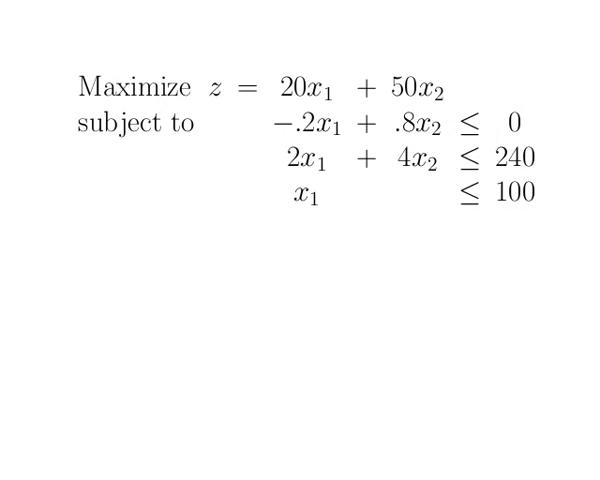 Maximize z = 20x₁ + 50x₂
subject to −.2x₁ + .8x₂ ≤ 0
2x₁ + 4x₂ ≤ 240
x₁ ≤ 100